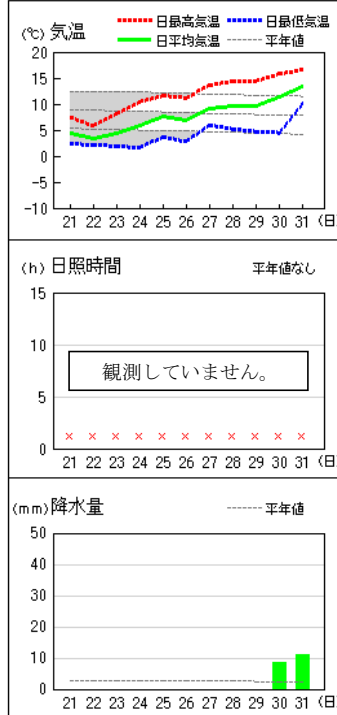 (℃) 気温
日最高気温 日最低気温
日平均気温 平年値
20
15
10
5
0
−5
−10
21 22 23 24 25 26 27 28 29 30 31 (日)
(h) 日照時間 平年値なし
15
10
観測していません。
5
0
× × × × × × × × × × ×
21 22 23 24 25 26 27 28 29 30 31 (日)
(mm) 降水量 平年値
50
40
30
20
10
0
21 22 23 24 25 26 27 28 29 30 31 (日)